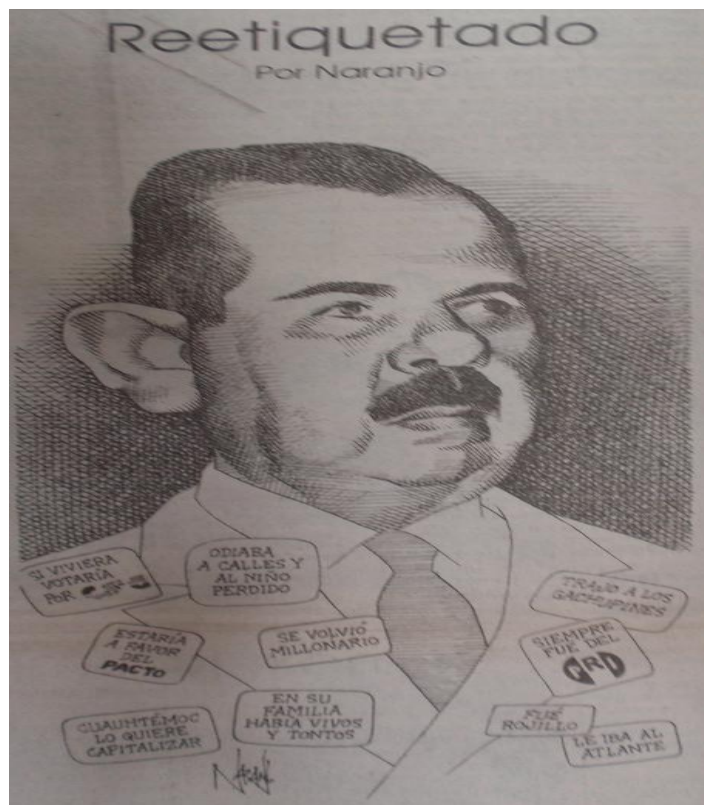 Reetiquetado
Por Naranjo
SI VIVIERA
VOTARÍA
POR
ODIABA
A CALLES Y
AL NIÑO
PERDIDO
TRAJO A LOS
GACHUPINES
ESTARÍA
A FAVOR
DEL
PACTO
SE VOLVIÓ
MILLONARIO
SIEMPRE
FUE DEL
PRD
CUAUHTÉMOC
LO QUIERE
CAPITALIZAR
EN SU
FAMILIA
HABÍA VIVOS
Y TONTOS
FUÉ
ROJILLO
LE IBA AL
ATLANTE
NARANJO